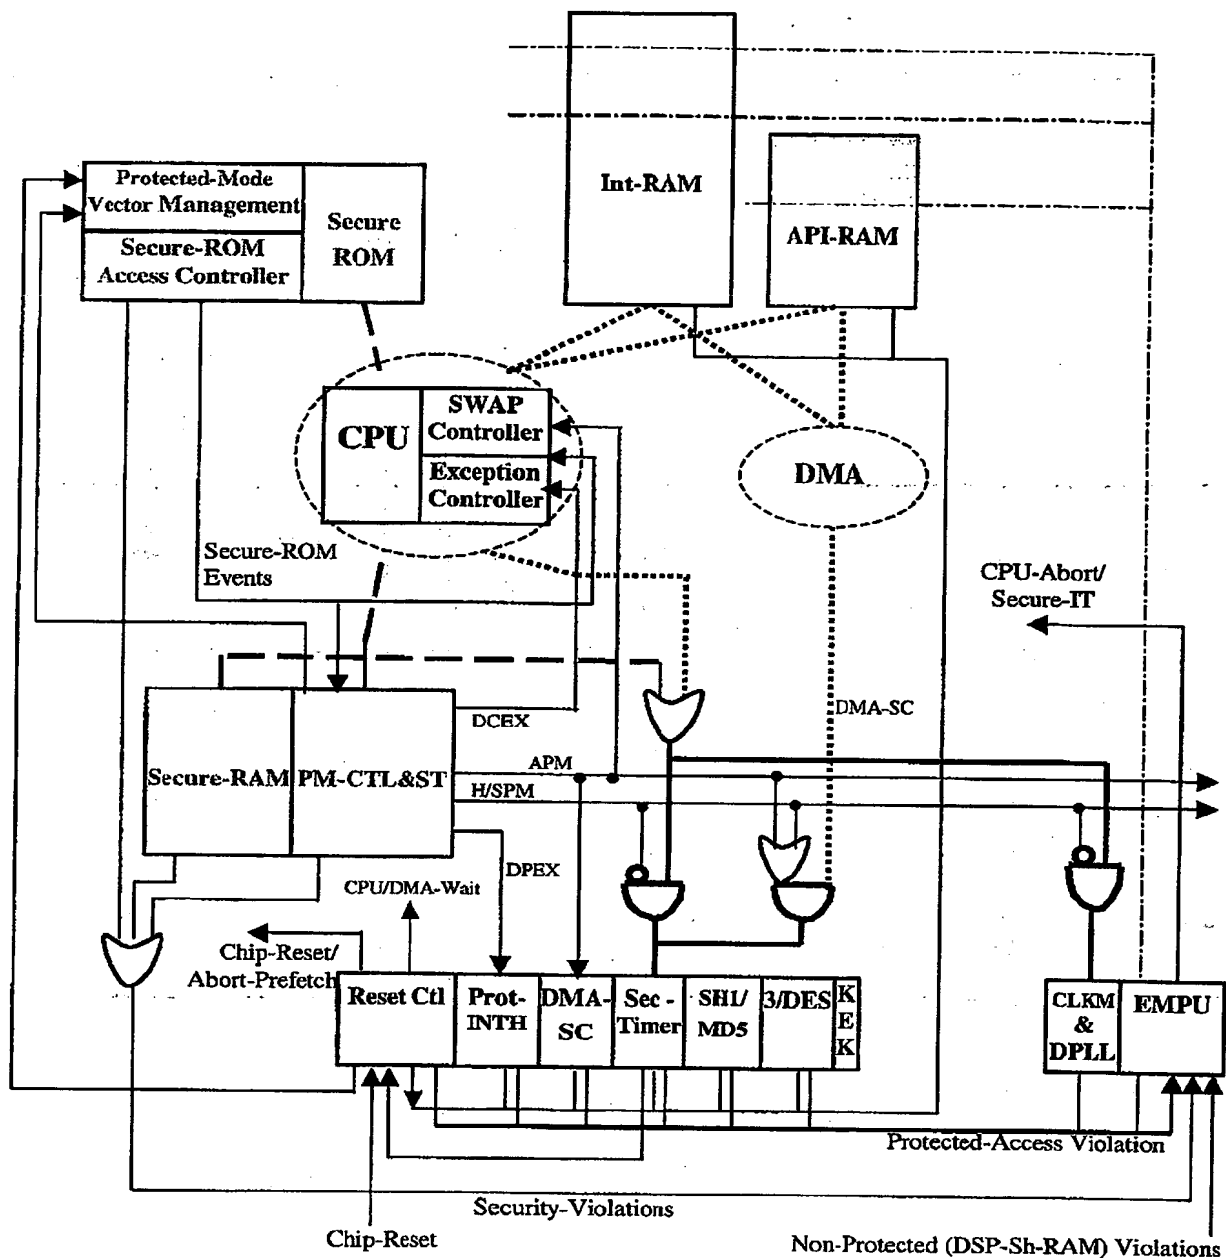 Int-RAM
API-RAM
Protected-Mode
Vector Management
Secure-ROM
Access Controller
Secure
ROM
CPU
SWAP
Controller
Exception
Controller
DMA
Secure-ROM
Events
CPU-Abort/
Secure-IT
DCEX
DMA-SC
Secure-RAM
PM-CTL&ST
APM
H/SPM
DPEX
CPU/DMA-Wait
Chip-Reset/
Abort-Prefetch
Reset Ctl
Prot-
INTH
DMA-
SC
Sec-
Timer
SH1/
MD5
3/DES
K
E
K
CLKM
&
DPLL
EMPU
Protected-Access Violation
Security-Violations
Chip-Reset
Non-Protected (DSP-Sh-RAM) Violations